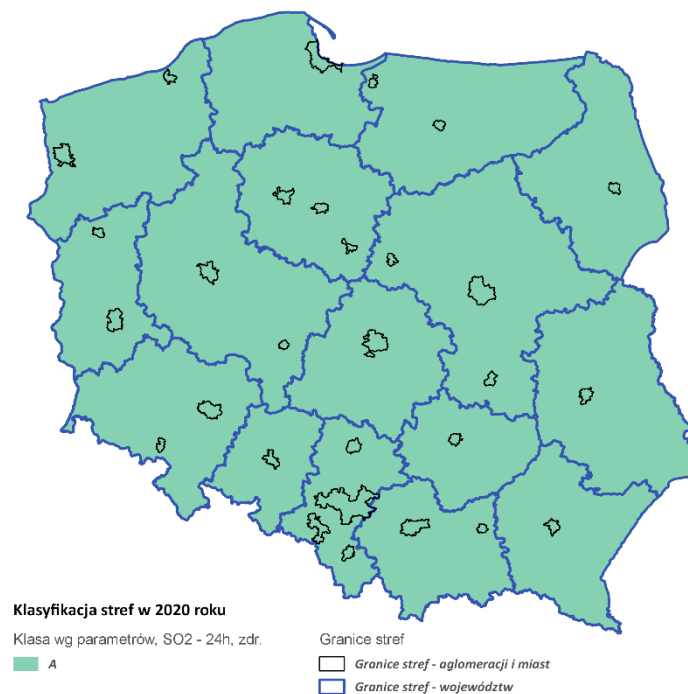 Klasyfikacja stref w 2020 roku
Klasa wg parametrów, SO2 - 24h, zdr.
A
Granice stref
Granice stref - aglomeracji i miast
Granice stref - województw